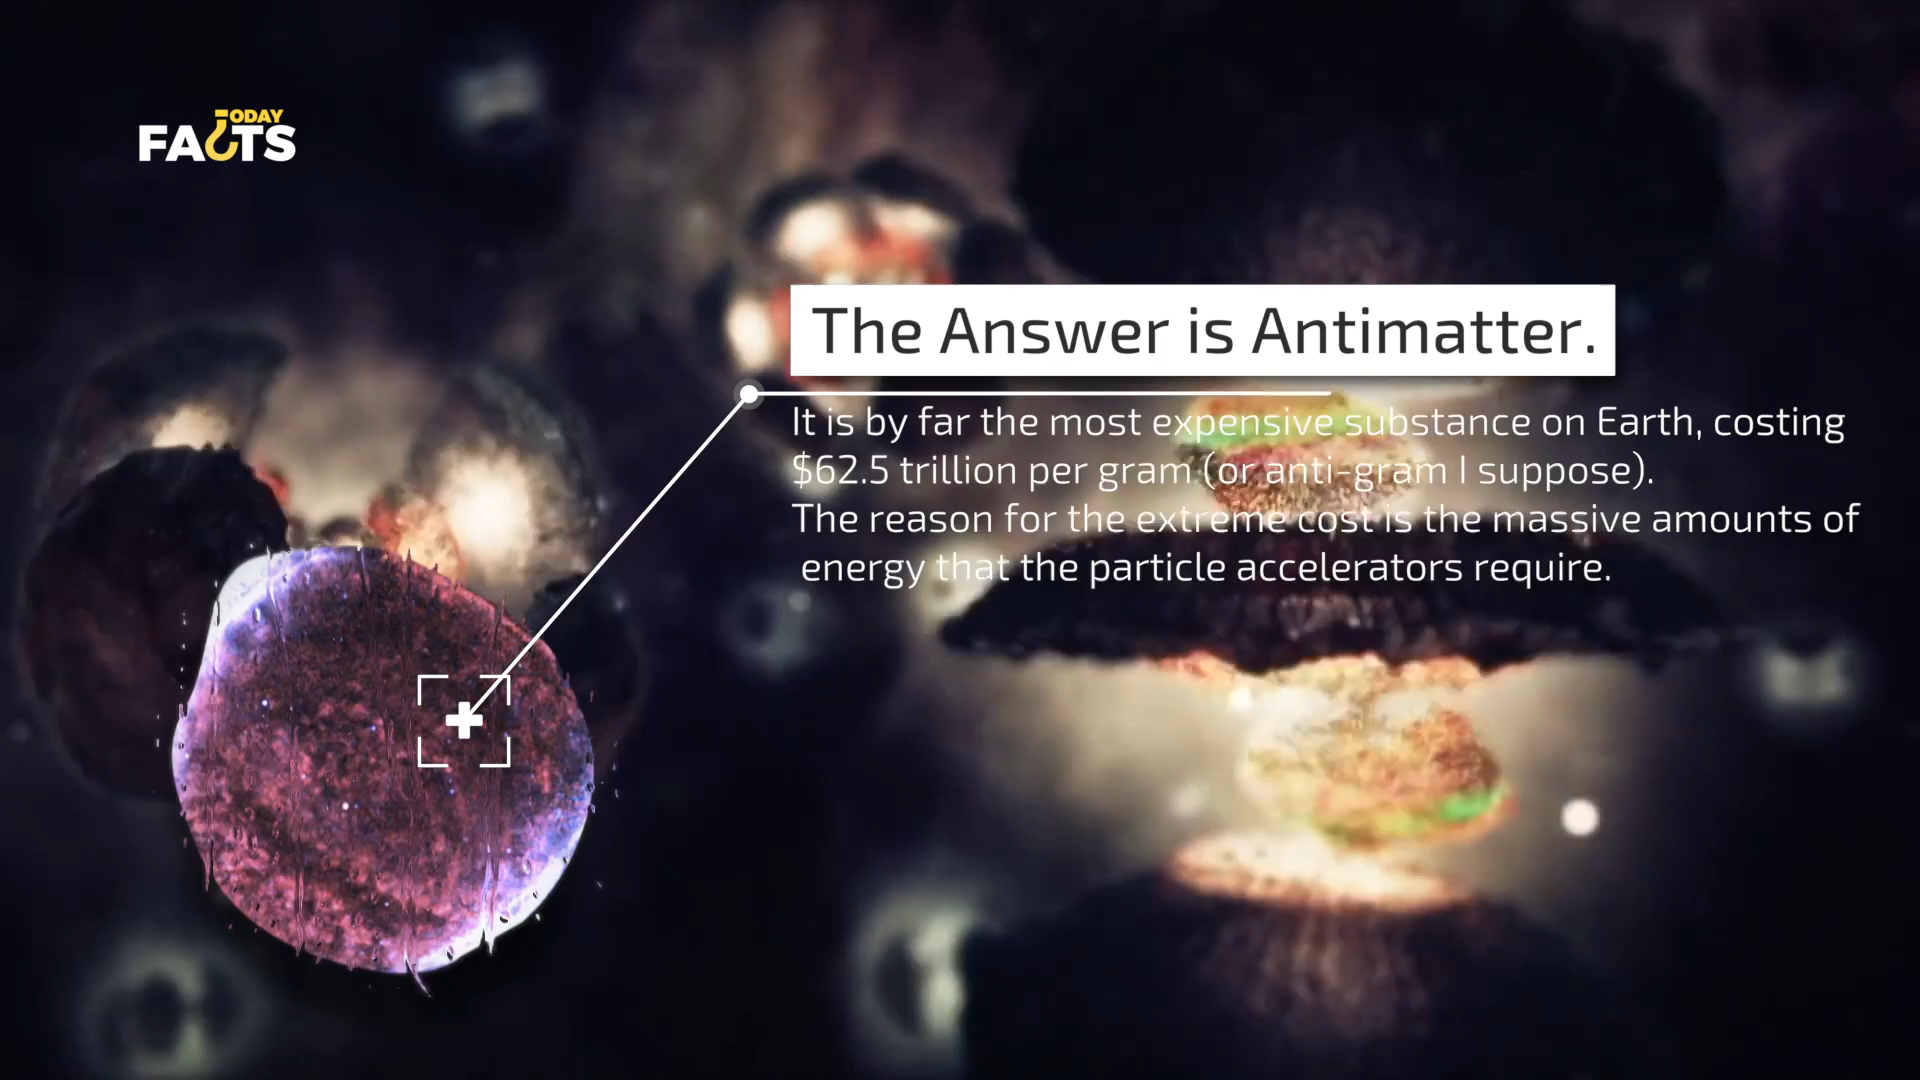 TODAY
FACTS
The Answer is Antimatter.
It is by far the most expensive substance on Earth, costing
$62.5 trillion per gram (or anti-gram I suppose).
The reason for the extreme cost is the massive amounts of
energy that the particle accelerators require.